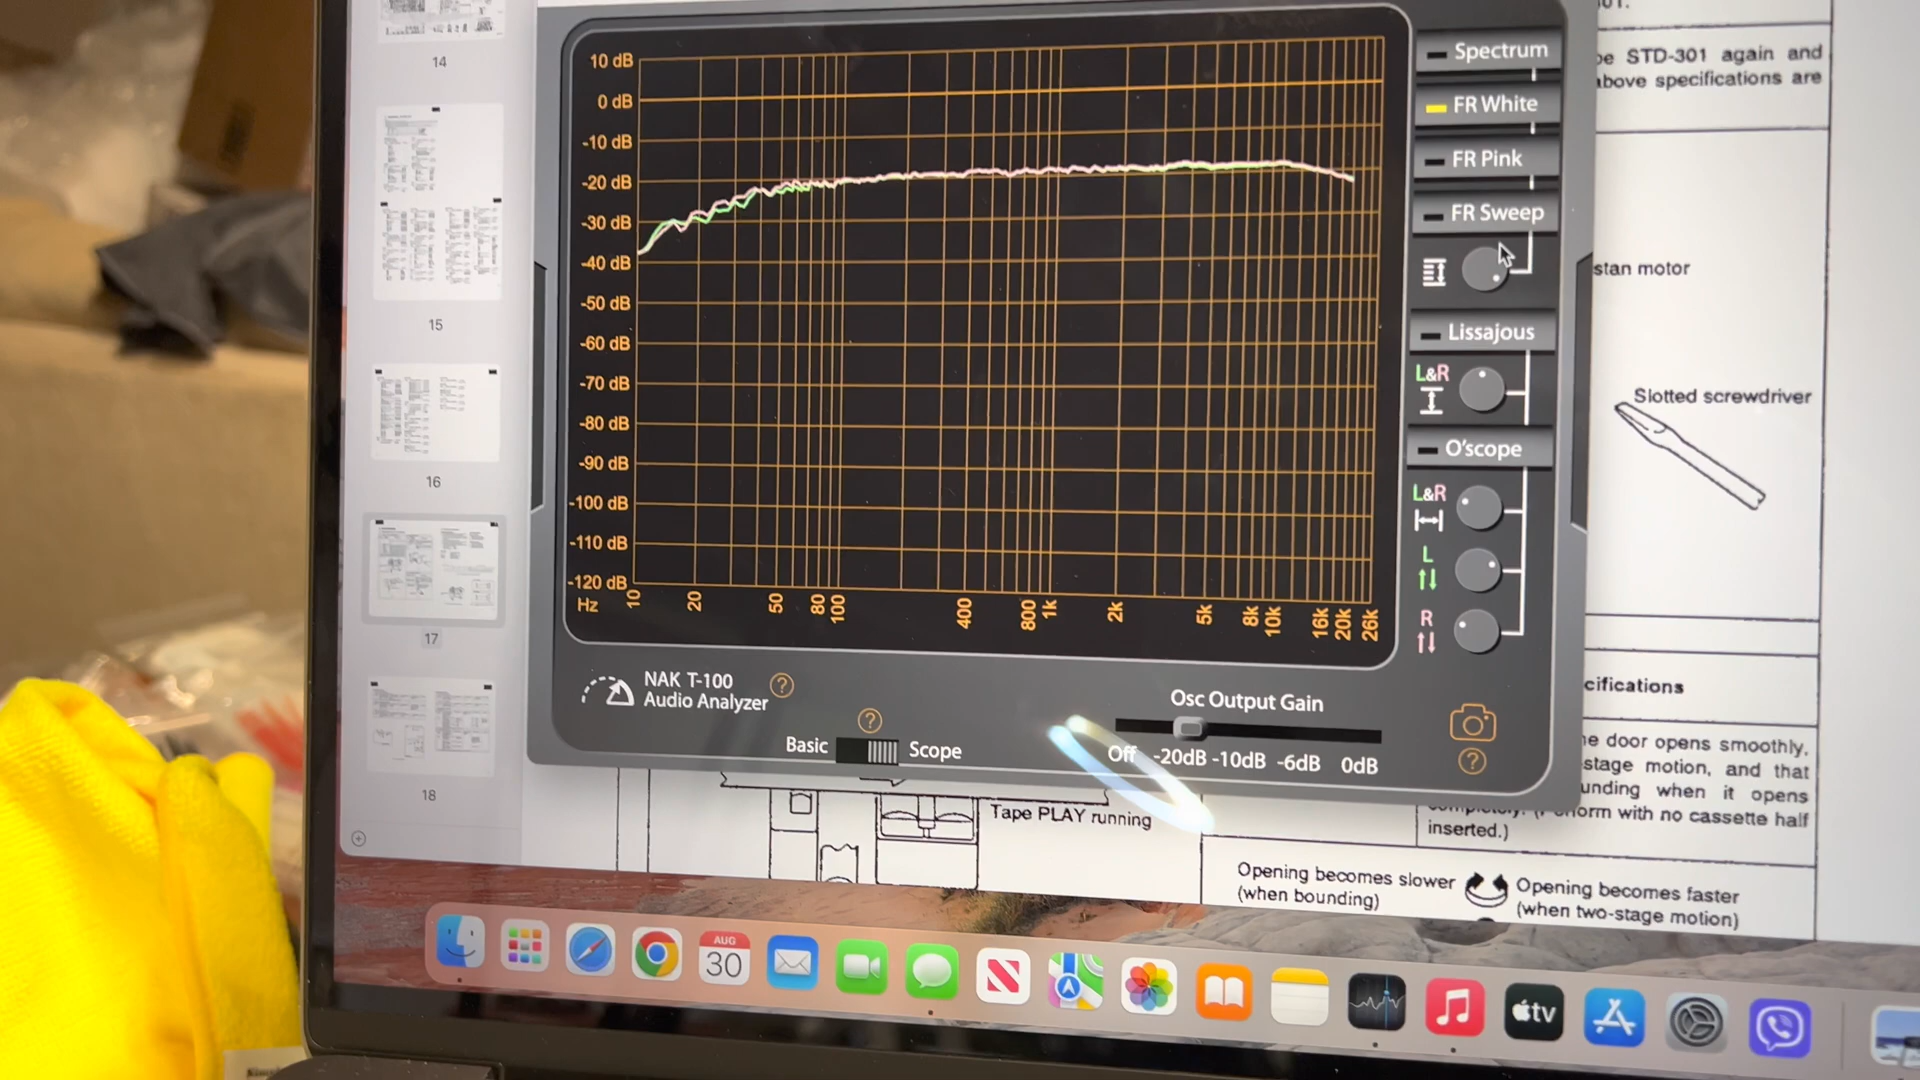 14
15
16
17
18
10 dB
0 dB
-10 dB
-20 dB
-30 dB
-40 dB
-50 dB
-60 dB
-70 dB
-80 dB
-90 dB
-100 dB
-110 dB
-120 dB
Hz
10
20
50
80
100
400
800
1k
2k
5k
8k
10k
16k
20k
26k
Spectrum
FR White
FR Pink
FR Sweep
Lissajous
L&R
O'scope
L&R
L
R
NAK T-100
Audio Analyzer
?
?
Basic
Scope
Osc Output Gain
Off -20dB -10dB -6dB 0dB
?
STD-301 again and
above specifications are
stan motor
Slotted screwdriver
cifications
e door opens smoothly,
stage motion, and that
unding when it opens
with no cassette half
inserted.)
Tape PLAY running
Opening becomes slower
(when bounding)
Opening becomes faster
(when two-stage motion)
AUG
30
tv